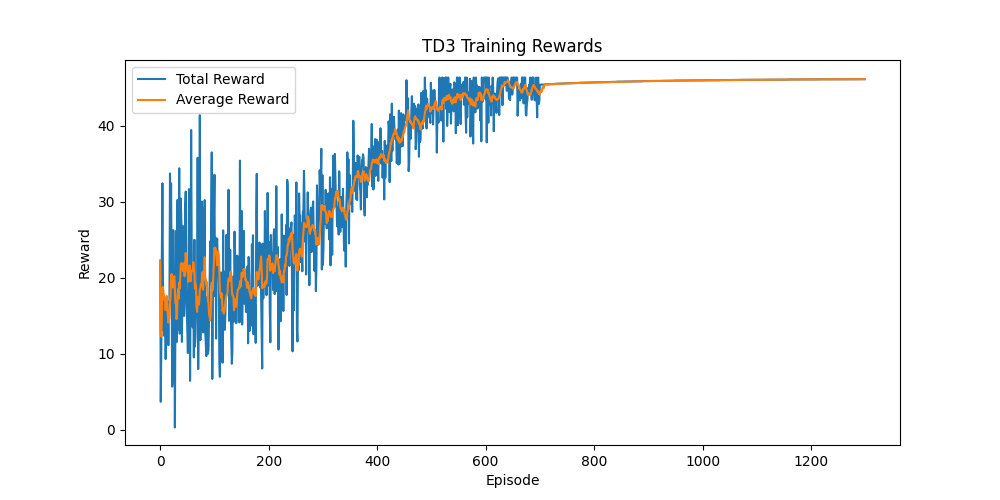 TD3 Training Rewards
Total Reward
Average Reward
Reward
40
30
20
10
0
0 200 400 600 800 1000 1200
Episode